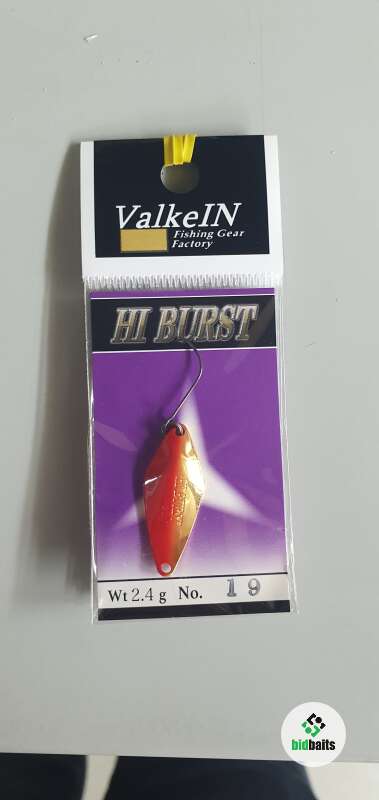 ValkeIN
Fishing Gear
Factory
HI BURST
Wt 2.4 g No. 19
bidbaits